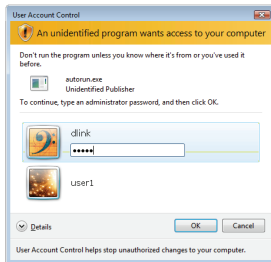 User Account Control
An unidentified program wants access to your computer
Don't run the program unless you know where it's from or you've used it
before.
autorun.exe
Unidentified Publisher
To continue, type an administrator password, and then click OK.
dlink
•••••
user1
Details
OK
Cancel
User Account Control helps stop unauthorized changes to your computer.